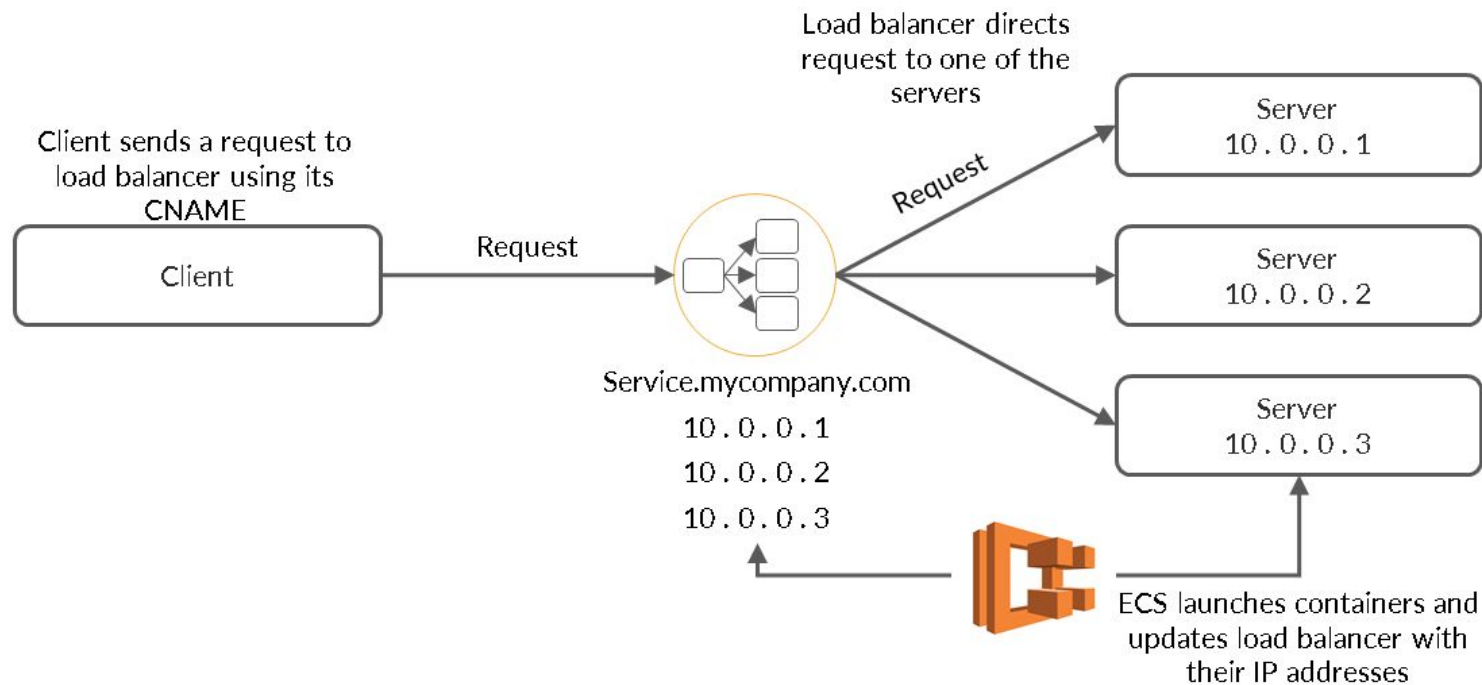 Load balancer directs
request to one of the
servers
Client sends a request to
load balancer using its
CNAME
Client
Request
Request
Server
10.0.0.1
Server
10.0.0.2
Server
10.0.0.3
Service.mycompany.com
10.0.0.1
10.0.0.2
10.0.0.3
ECS launches containers and
updates load balancer with
their IP addresses